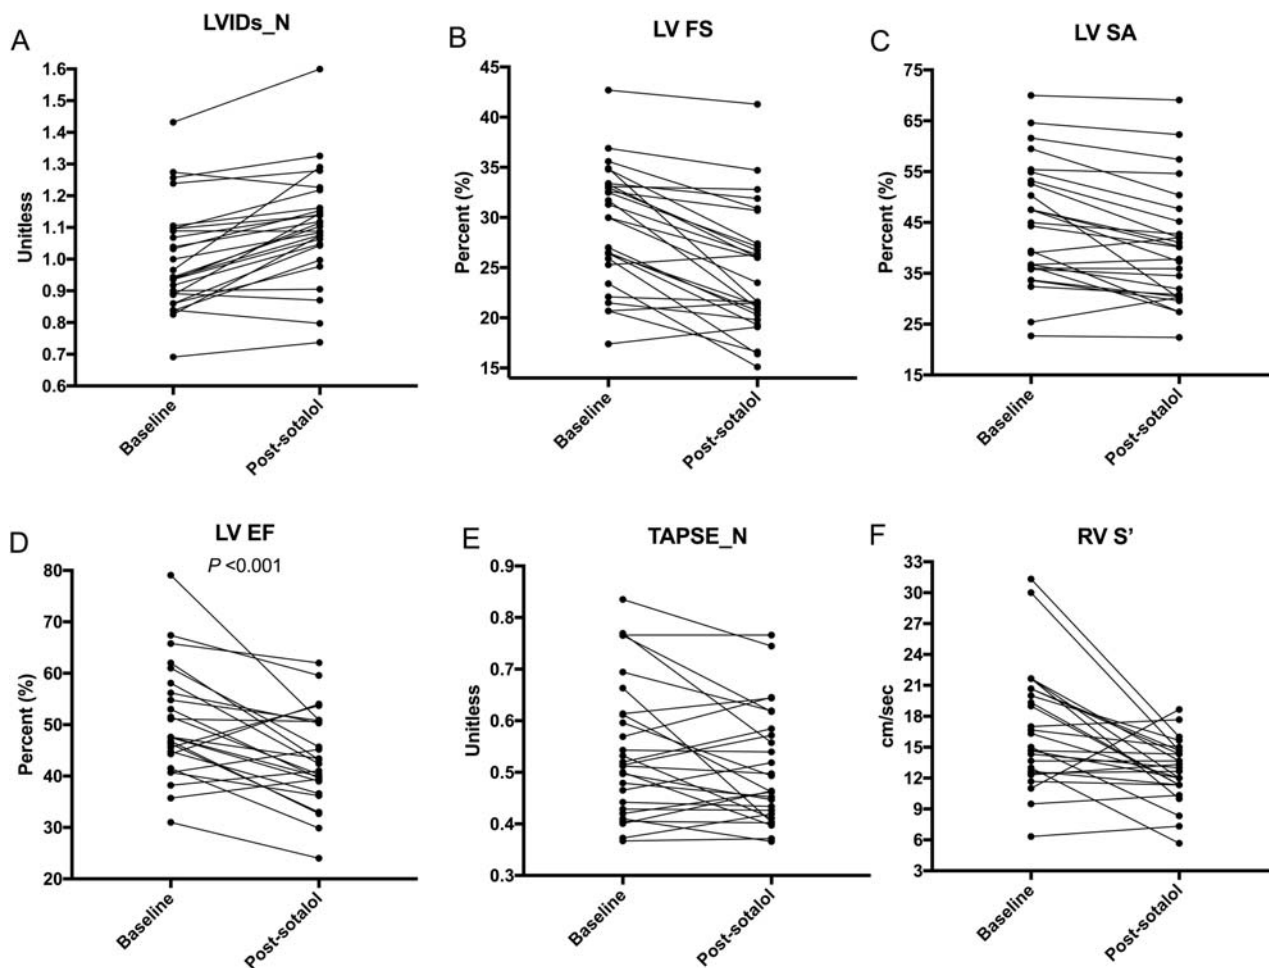 A
LVIDs_N
Unitless
1.6
1.5
1.4
1.3
1.2
1.1
1.0
0.9
0.8
0.7
0.6
Baseline
Post-sotalol
B
LV FS
Percent (%)
45
40
35
30
25
20
15
Baseline
Post-sotalol
C
LV SA
Percent (%)
75
65
55
45
35
25
15
Baseline
Post-sotalol
D
LV EF
P <0.001
Percent (%)
80
70
60
50
40
30
20
Baseline
Post-sotalol
E
TAPSE_N
Unitless
0.9
0.8
0.7
0.6
0.5
0.4
0.3
Baseline
Post-sotalol
F
RV S’
cm/sec
33
30
27
24
21
18
15
12
9
6
3
Baseline
Post-sotalol